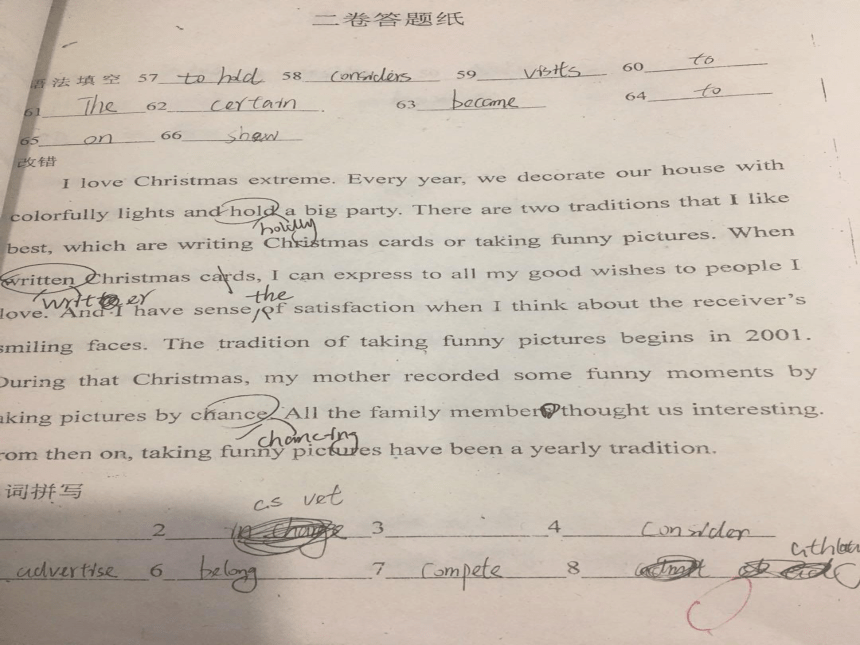 二卷答题纸
语法填空 57 to hold 58 considers 59 visits 60 to
61 The 62 certain 63 become 64 to
65 on 66 show
改错
I love Christmas extreme. Every year, we decorate our house with
colorfully lights and hold a big party. There are two traditions that I like
best, which are writing Christmas cards or taking funny pictures. When
written Christmas cards, I can express to all my good wishes to people I
the
love. And I have sense of satisfaction when I think about the receiver's
smiling faces. The tradition of taking funny pictures begins in 2001.
During that Christmas, my mother recorded some funny moments by
aking pictures by chance. All the family members thought us interesting.
chancing
rom then on, taking funny pictures have been a yearly tradition.
词拼写
vet
2 3 4 consider
advertise 6 belong 7 compete 8